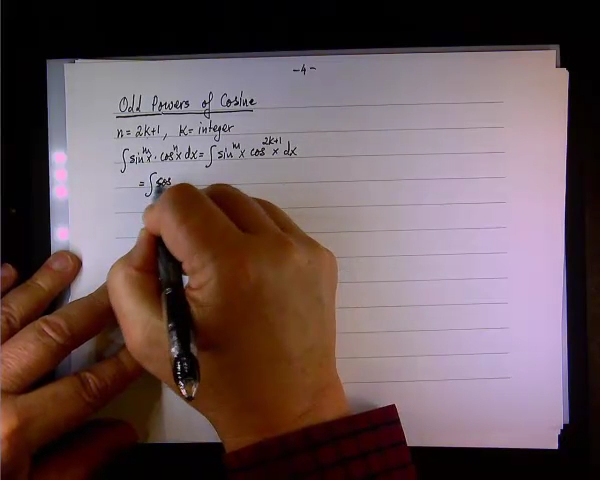 -4-
Odd Powers of Cosine
n = 2k+1, k = integer
∫ sin^m x · cos^n x dx = ∫ sin^m x cos^{2k+1} x dx
= ∫ cos